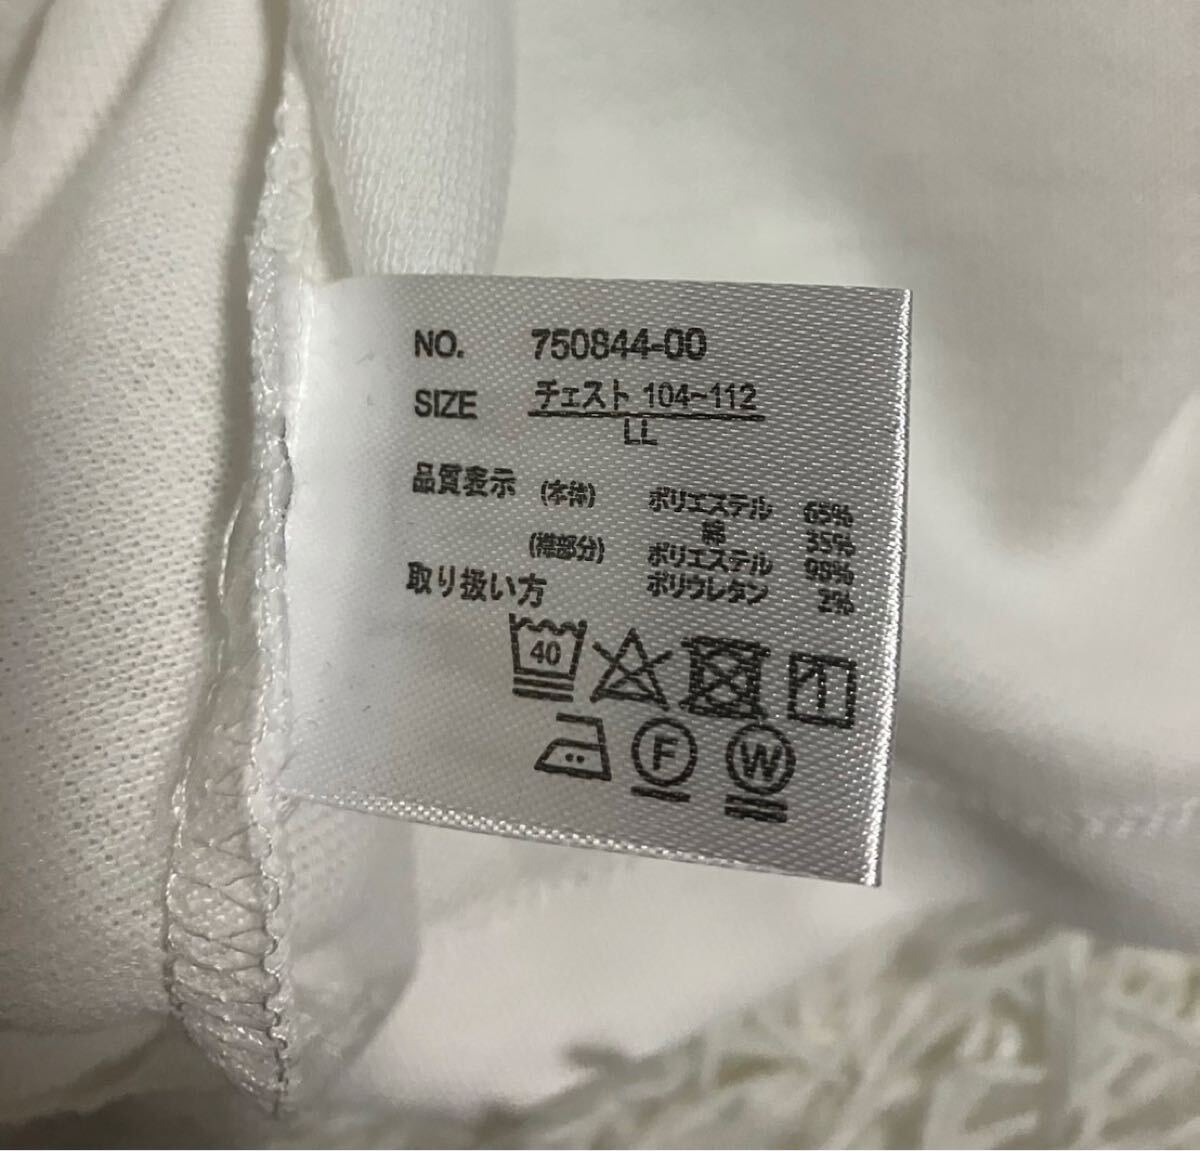 NO. 750844-00
SIZE チェスト 104~112
LL
品質表示 (本体) ポリエステル 65%
綿 35%
(襟部分) ポリエステル 98%
ポリウレタン 2%
取り扱い方
40
F W